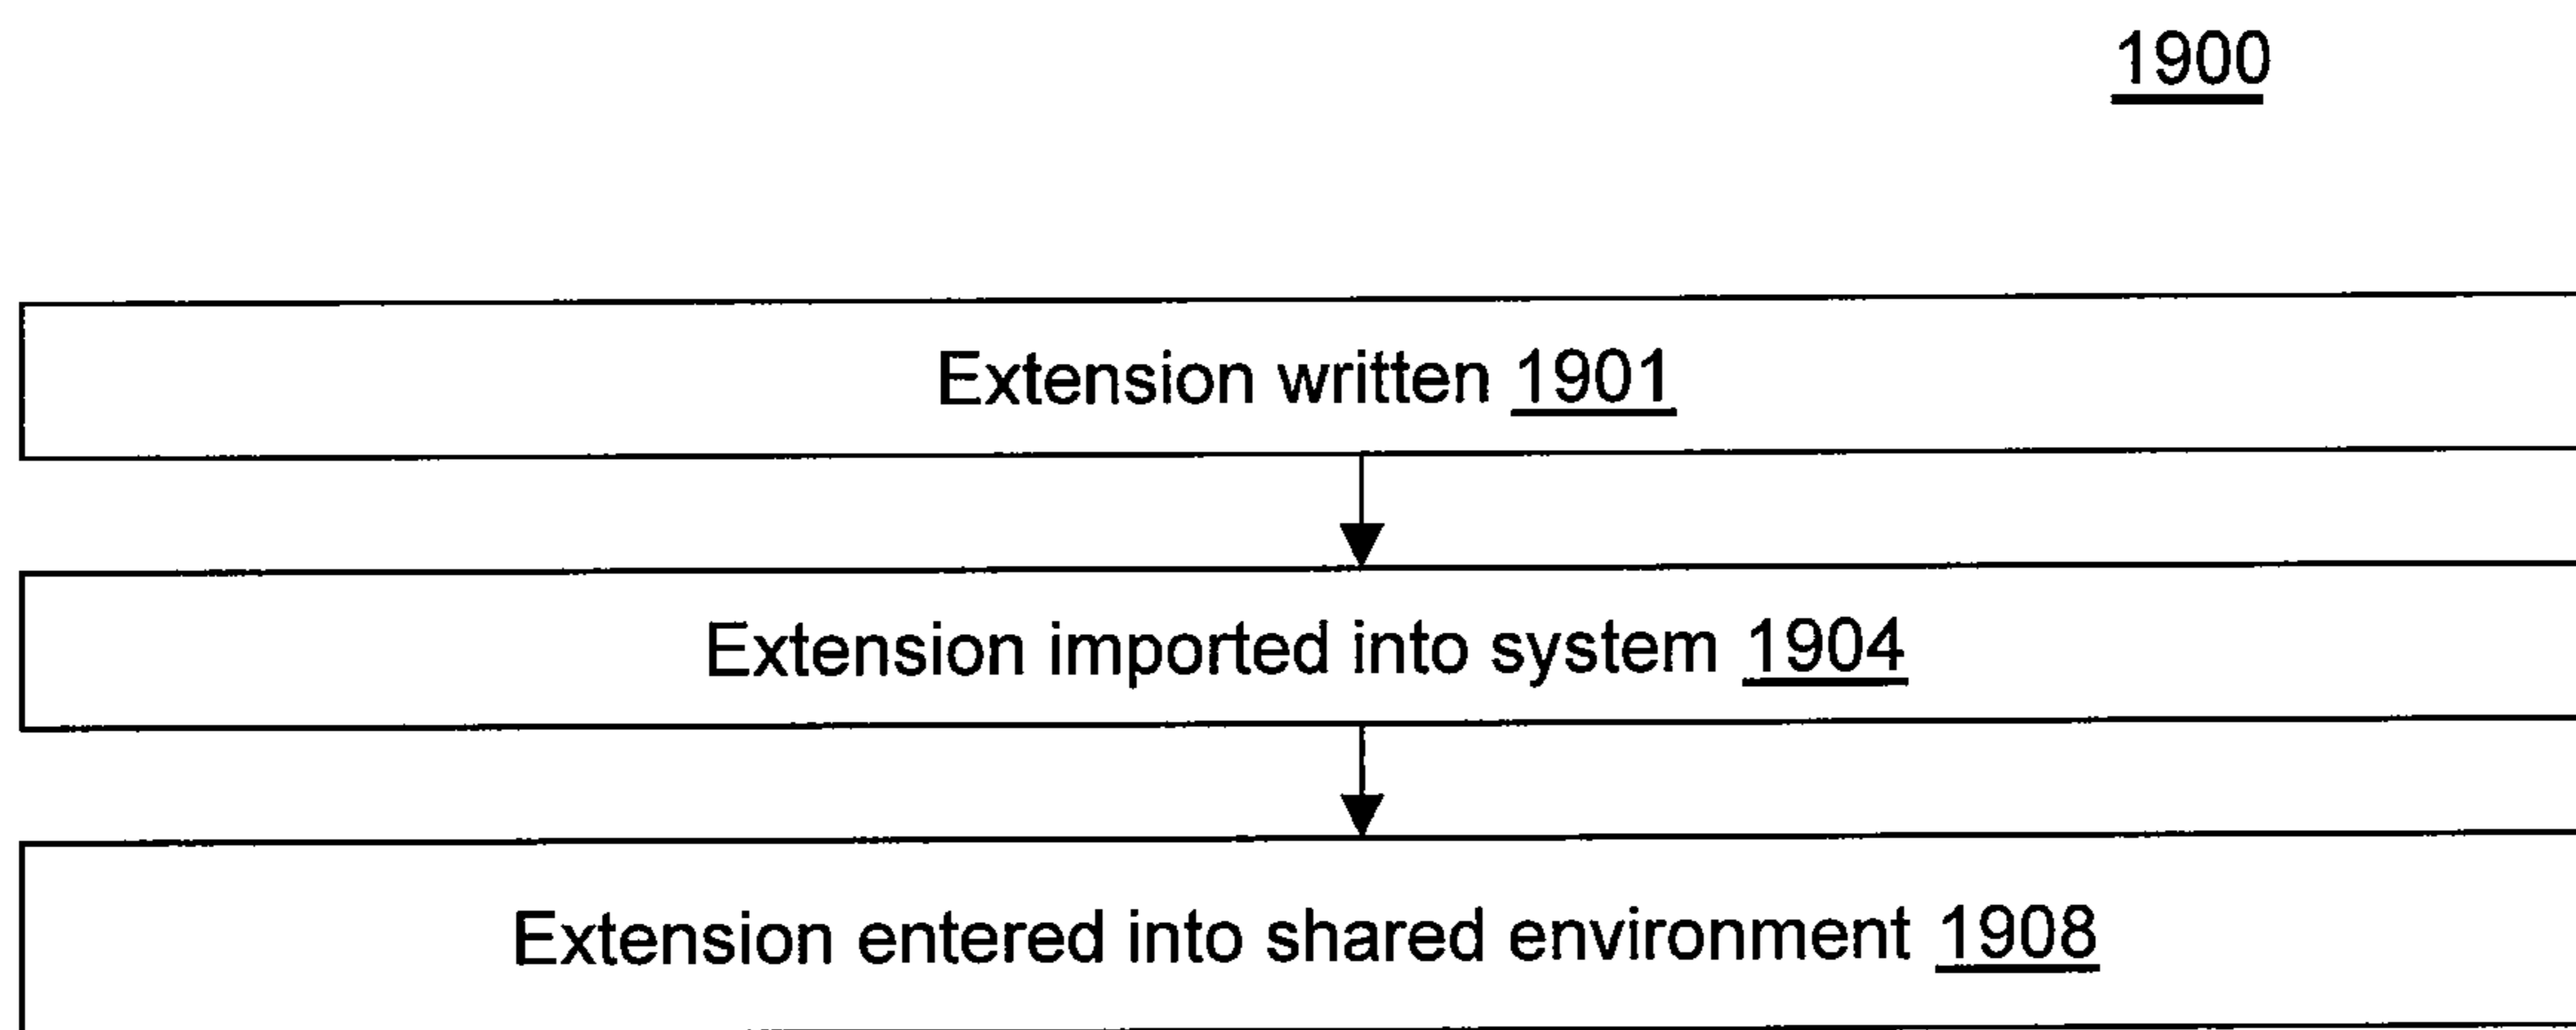 1900
Extension written 1901
Extension imported into system 1904
Extension entered into shared environment 1908